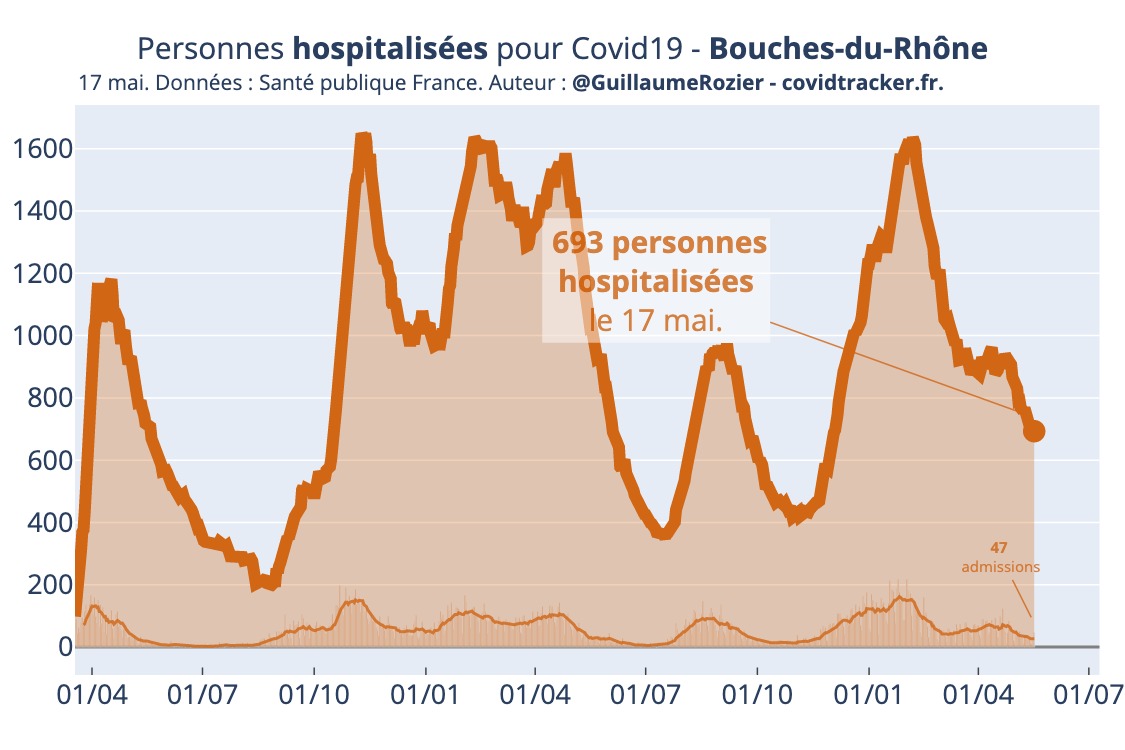 Personnes hospitalisées pour Covid19 - Bouches-du-Rhône
17 mai. Données : Santé publique France. Auteur : @GuillaumeRozier - covidtracker.fr.
1600
1400
1200
1000
800
600
400
200
0
693 personnes
hospitalisées
le 17 mai.
47
admissions
01/04 01/07 01/10 01/01 01/04 01/07 01/10 01/01 01/04 01/07